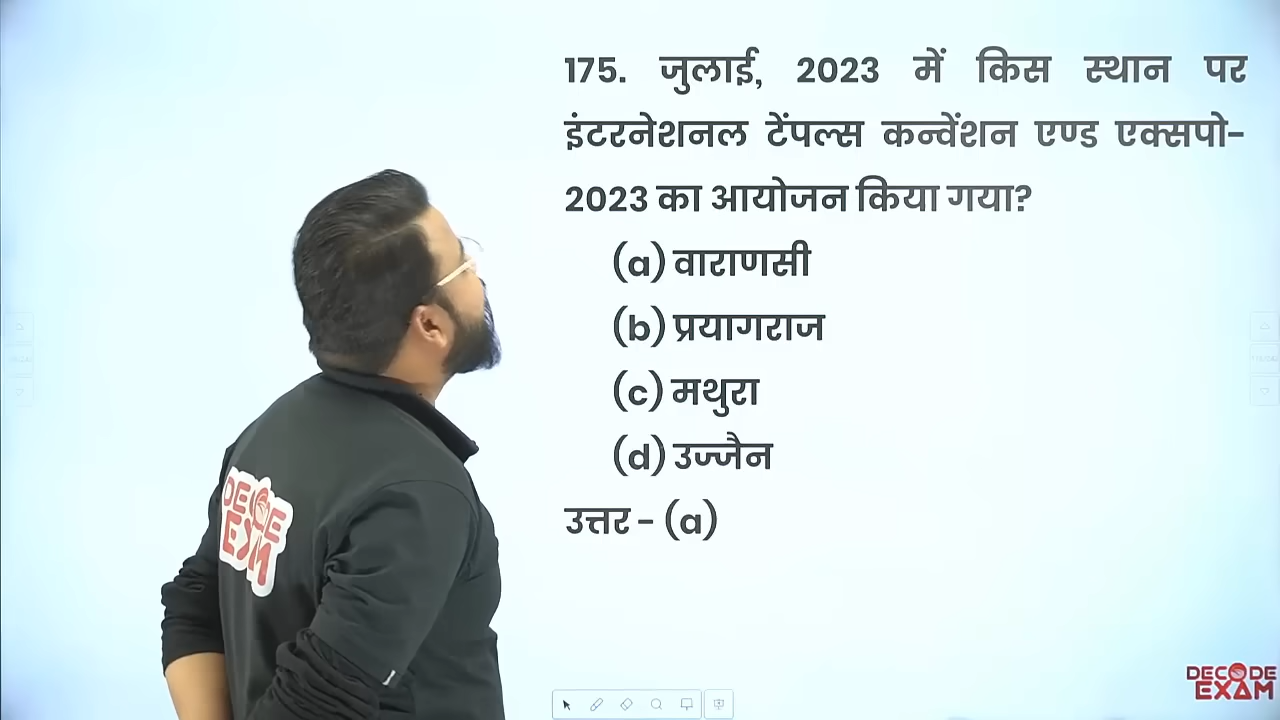 175. जुलाई, 2023 में किस स्थान पर
इंटरनेशनल टेंपल्स कन्वेंशन एण्ड एक्सपो-
2023 का आयोजन किया गया?
(a) वाराणसी
(b) प्रयागराज
(c) मथुरा
(d) उज्जैन
उत्तर - (a)
DECODE
EXAM
DECODE
EXAM